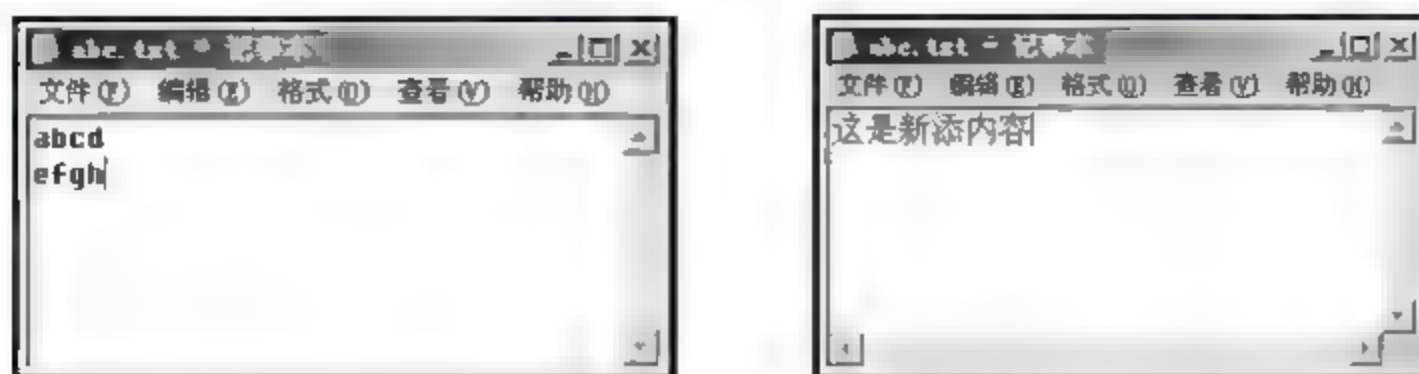 abc.txt - 记事本
文件(F) 编辑(E) 格式(O) 查看(V) 帮助(H)
abcd
efgh
abc.txt - 记事本
文件(F) 编辑(E) 格式(O) 查看(V) 帮助(H)
这是新添内容